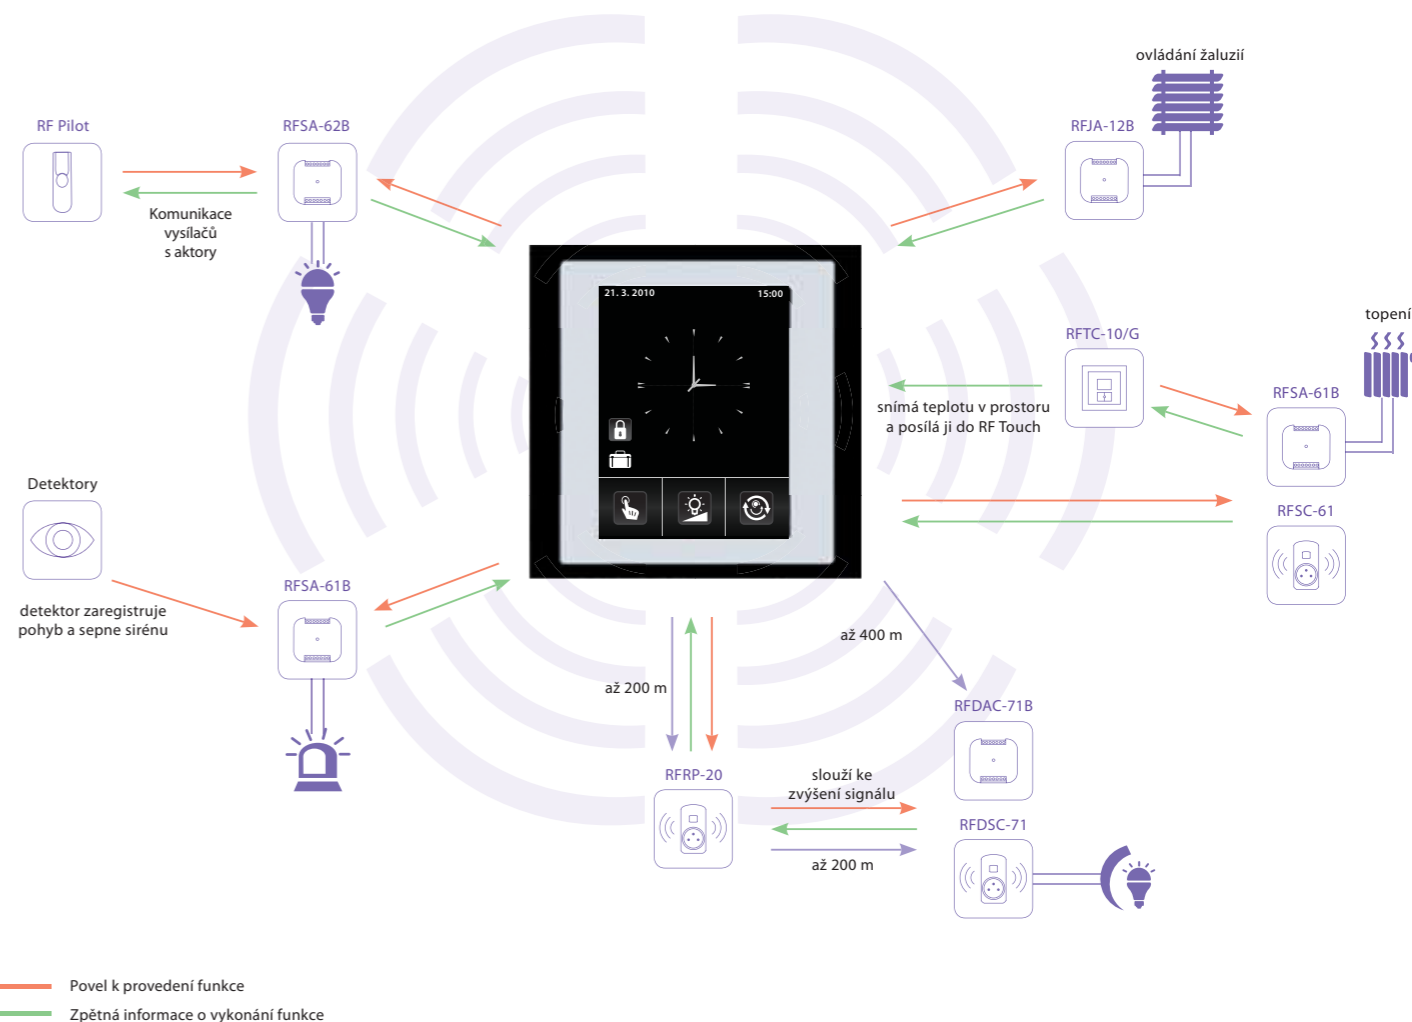 ovládání žaluzií
RF Pilot
RFSA-62B
RFJA-12B
Komunikace
vysílačů
s aktory
21. 3. 2010
15:00
topení
RFTC-10/G
RFSA-61B
snímá teplotu v prostoru
a posílá ji do RF Touch
Detektory
RFSC-61
RFSA-61B
detektor zaregistruje
pohyb a sepne sirénu
až 400 m
až 200 m
RFDAC-71B
RFRP-20
slouží ke
zvýšení signálu
RFDSC-71
až 200 m
Povel k provedení funkce
Zpětná informace o vykonání funkce